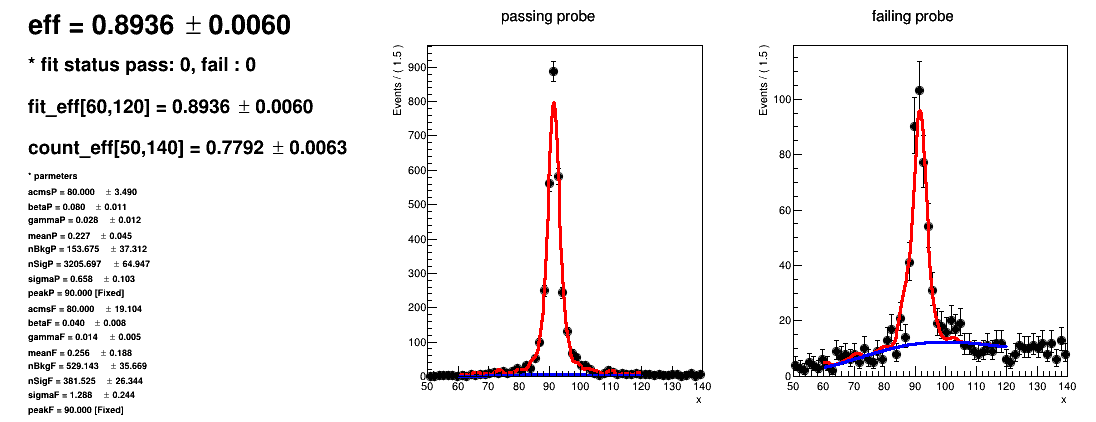 eff = 0.8936 ± 0.0060
* fit status pass: 0, fail : 0
fit_eff[60,120] = 0.8936 ± 0.0060
count_eff[50,140] = 0.7792 ± 0.0063
* parmeters
acmsP = 80.000 ± 3.490
betaP = 0.080 ± 0.011
gammaP = 0.028 ± 0.012
meanP = 0.227 ± 0.045
nBkgP = 153.675 ± 37.312
nSigP = 3205.697 ± 64.947
sigmaP = 0.658 ± 0.103
peakP = 90.000 [Fixed]
acmsF = 80.000 ± 19.104
betaF = 0.040 ± 0.008
gammaF = 0.014 ± 0.005
meanF = 0.256 ± 0.188
nBkgF = 529.143 ± 35.669
nSigF = 381.525 ± 26.344
sigmaF = 1.288 ± 0.244
peakF = 90.000 [Fixed]
passing probe
Events / ( 1.5 )
900
800
700
600
500
400
300
200
100
0
50 60 70 80 90 100 110 120 130 140
x
failing probe
Events / ( 1.5 )
100
80
60
40
20
0
50 60 70 80 90 100 110 120 130 140
x